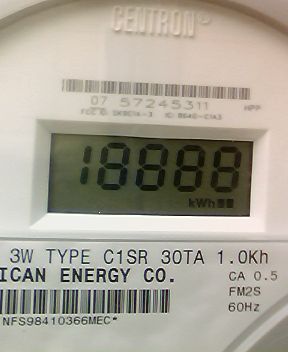 CENTRON
07 57245311 HPP
18888
kWh
3W TYPE C1SR 30TA 1.0Kh
ICAN ENERGY CO. CA 0.5
FM2S
60Hz
NFS98410366MEC*